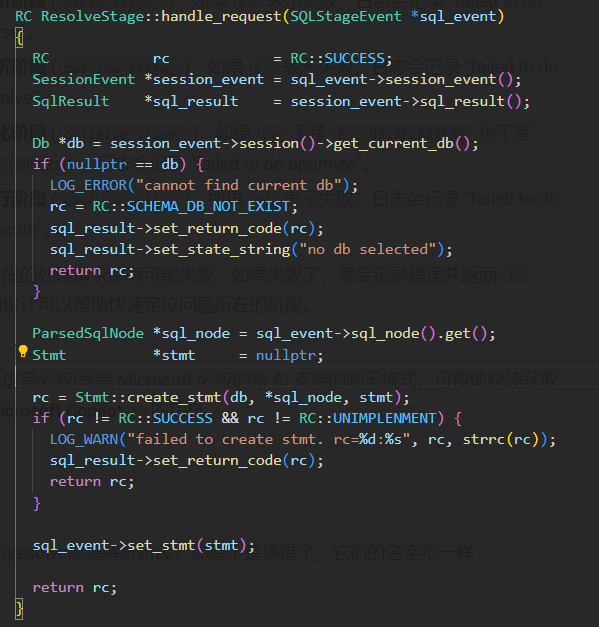 RC ResolveStage::handle_request(SQLStageEvent *sql_event)
{
RC rc = RC::SUCCESS;
SessionEvent *session_event = sql_event->session_event();
SqlResult *sql_result = session_event->sql_result();
Db *db = session_event->session()->get_current_db();
if (nullptr == db) {
LOG_ERROR("cannot find current db");
rc = RC::SCHEMA_DB_NOT_EXIST;
sql_result->set_return_code(rc);
sql_result->set_state_string("no db selected");
return rc;
}
ParsedSqlNode *sql_node = sql_event->sql_node().get();
Stmt *stmt = nullptr;
rc = Stmt::create_stmt(db, *sql_node, stmt);
if (rc != RC::SUCCESS && rc != RC::UNIMPLENMENT) {
LOG_WARN("failed to create stmt. rc=%d:%s", rc, strrc(rc));
sql_result->set_return_code(rc);
return rc;
}
sql_event->set_stmt(stmt);
return rc;
}